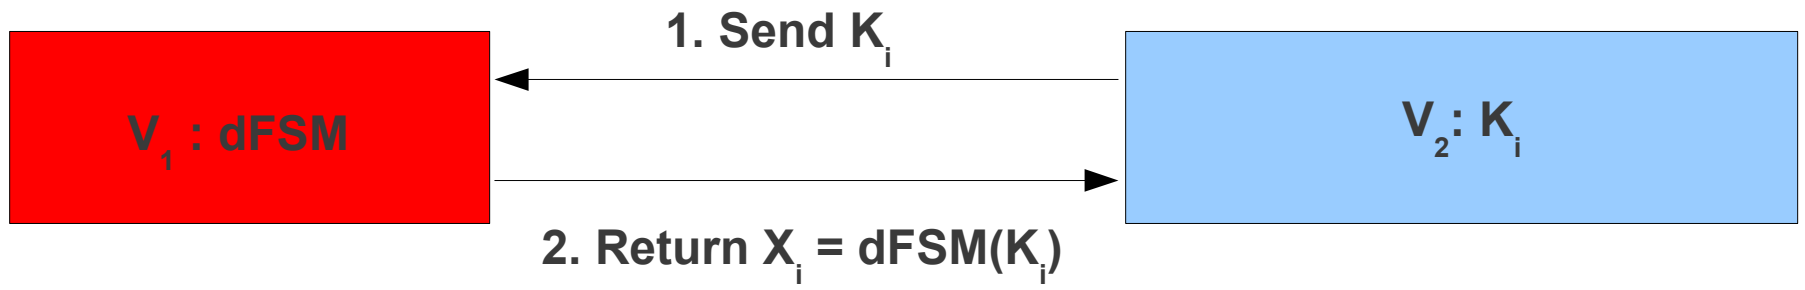 1. Send Kᵢ
V₁ : dFSM
V₂: Kᵢ
2. Return Xᵢ = dFSM(Kᵢ)